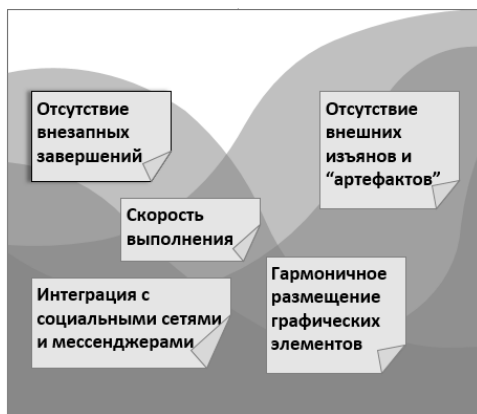 Отсутствие
внезапных
завершений
Отсутствие
внешних
изъянов и
“артефактов”
Скорость
выполнения
Интеграция с
социальными сетями
и мессенджерами
Гармоничное
размещение
графических
элементов